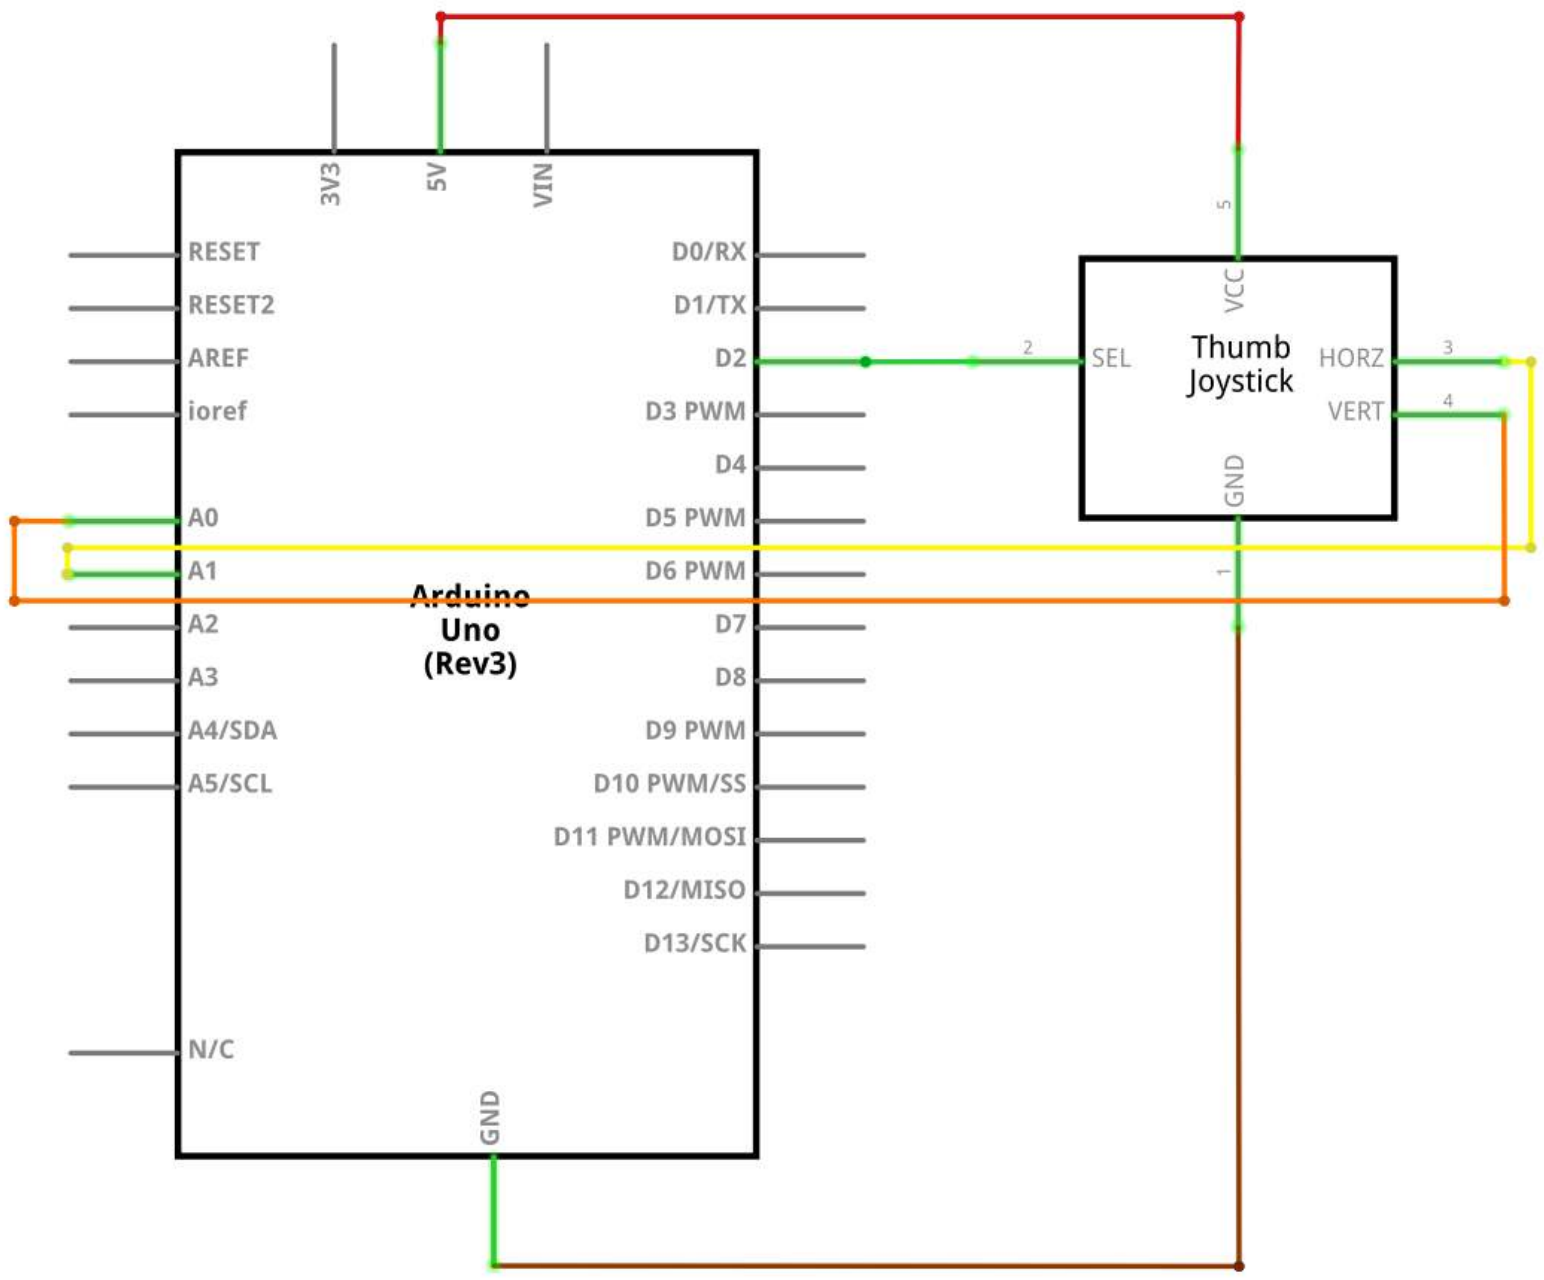 3V3
5V
VIN
RESET
RESET2
AREF
ioref
A0
A1
A2
A3
A4/SDA
A5/SCL
N/C
Arduino
Uno
(Rev3)
D0/RX
D1/TX
D2
D3 PWM
D4
D5 PWM
D6 PWM
D7
D8
D9 PWM
D10 PWM/SS
D11 PWM/MOSI
D12/MISO
D13/SCK
GND
5
VCC
2
SEL
Thumb
Joystick
HORZ
3
VERT
4
GND
1